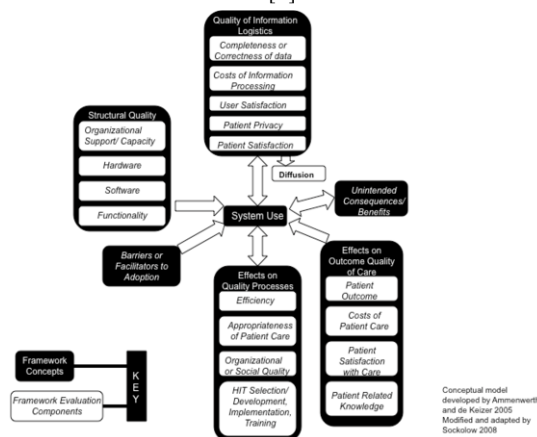 Quality of Information
Logistics
Completeness or
Correctness of data
Costs of Information
Processing
User Satisfaction
Patient Privacy
Patient Satisfaction
Structural Quality
Organizational
Support/ Capacity
Hardware
Software
Functionality
Diffusion
System Use
Unintended
Consequences/
Benefits
Barriers or
Facilitators to
Adoption
Effects on
Quality Processes
Efficiency
Appropriateness
of Patient Care
Organizational
or Social Quality
HIT Selection/
Development,
Implementation,
Training
Effects on
Outcome Quality
of Care
Patient
Outcome
Costs of
Patient Care
Patient
Satisfaction
with Care
Patient Related
Knowledge
Framework
Concepts
Framework Evaluation
Components
K
E
Y
Conceptual model
developed by Ammenwerth
and de Keizer 2005
Modified and adapted by
Sockolow 2008